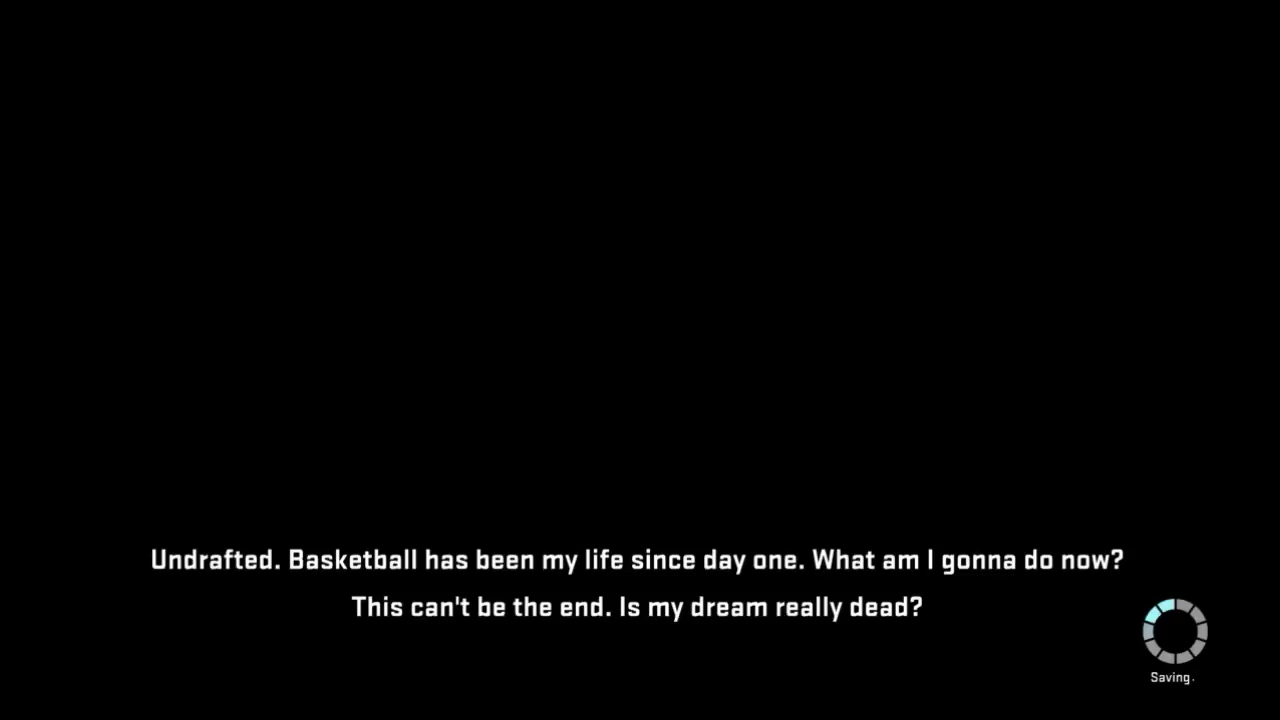 Undrafted. Basketball has been my life since day one. What am I gonna do now?
This can't be the end. Is my dream really dead?
Saving.